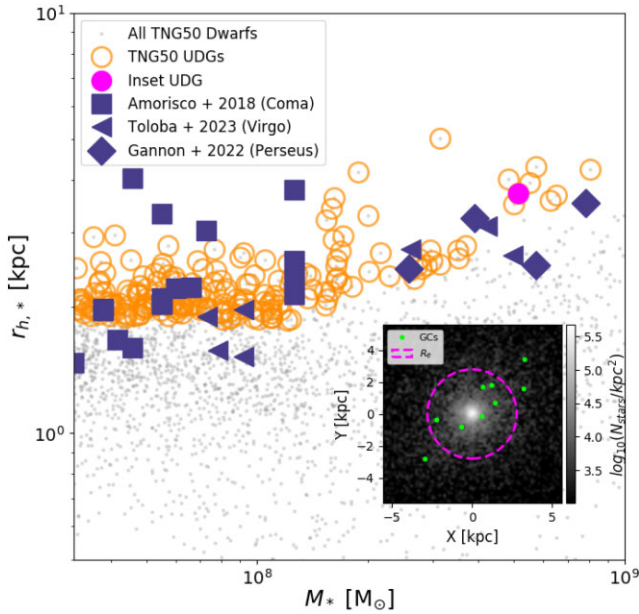 10¹
All TNG50 Dwarfs
TNG50 UDGs
Inset UDG
Amorisco + 2018 (Coma)
Toloba + 2023 (Virgo)
Gannon + 2022 (Perseus)
r_{h,*} [kpc]
10⁰
GCs
R_e
4
2
0
−2
−4
Y [kpc]
−5
0
5
X [kpc]
5.5
5.0
4.5
4.0
3.5
log₁₀(N_{stars}/kpc²)
10⁸
10⁹
M_* [M_⊙]